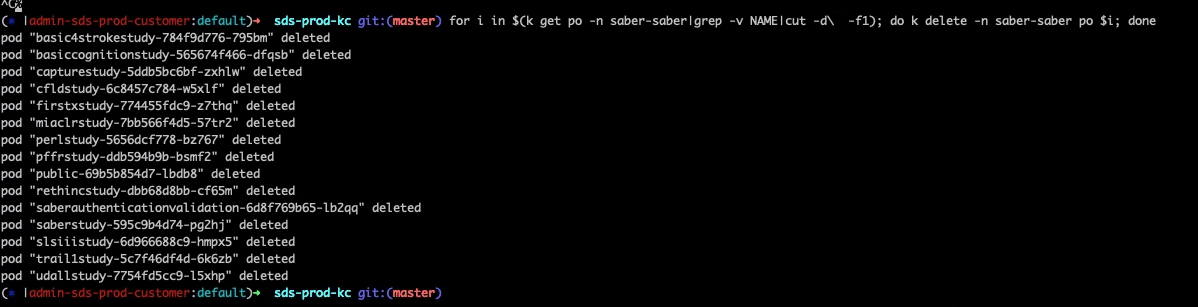 ^C%
(* |admin-sds-prod-customer:default)➜  sds-prod-kc git:(master) for i in $(k get po -n saber-saber|grep -v NAME|cut -d\  -f1); do k delete -n saber-saber po $i; done
pod "basic4strokestudy-784f9d776-795bm" deleted
pod "basiccognitionstudy-565674f466-dfqsb" deleted
pod "capturestudy-5ddb5bc6bf-zxhlw" deleted
pod "cfldstudy-6c8457c784-w5xlf" deleted
pod "firstxstudy-774455fdc9-z7thq" deleted
pod "miaclrstudy-7bb566f4d5-57tr2" deleted
pod "perlstudy-5656dcf778-bz767" deleted
pod "pffrstudy-ddb594b9b-bsmf2" deleted
pod "public-69b5b854d7-lbdb8" deleted
pod "rethincstudy-dbb68d8bb-cf65m" deleted
pod "saberauthenticationvalidation-6d8f769b65-lb2qq" deleted
pod "saberstudy-595c9b4d74-pg2hj" deleted
pod "slsiiistudy-6d966688c9-hmpx5" deleted
pod "trail1study-5c7f46df4d-6k6zb" deleted
pod "udallstudy-7754fd5cc9-l5xhp" deleted
(* |admin-sds-prod-customer:default)➜  sds-prod-kc git:(master)